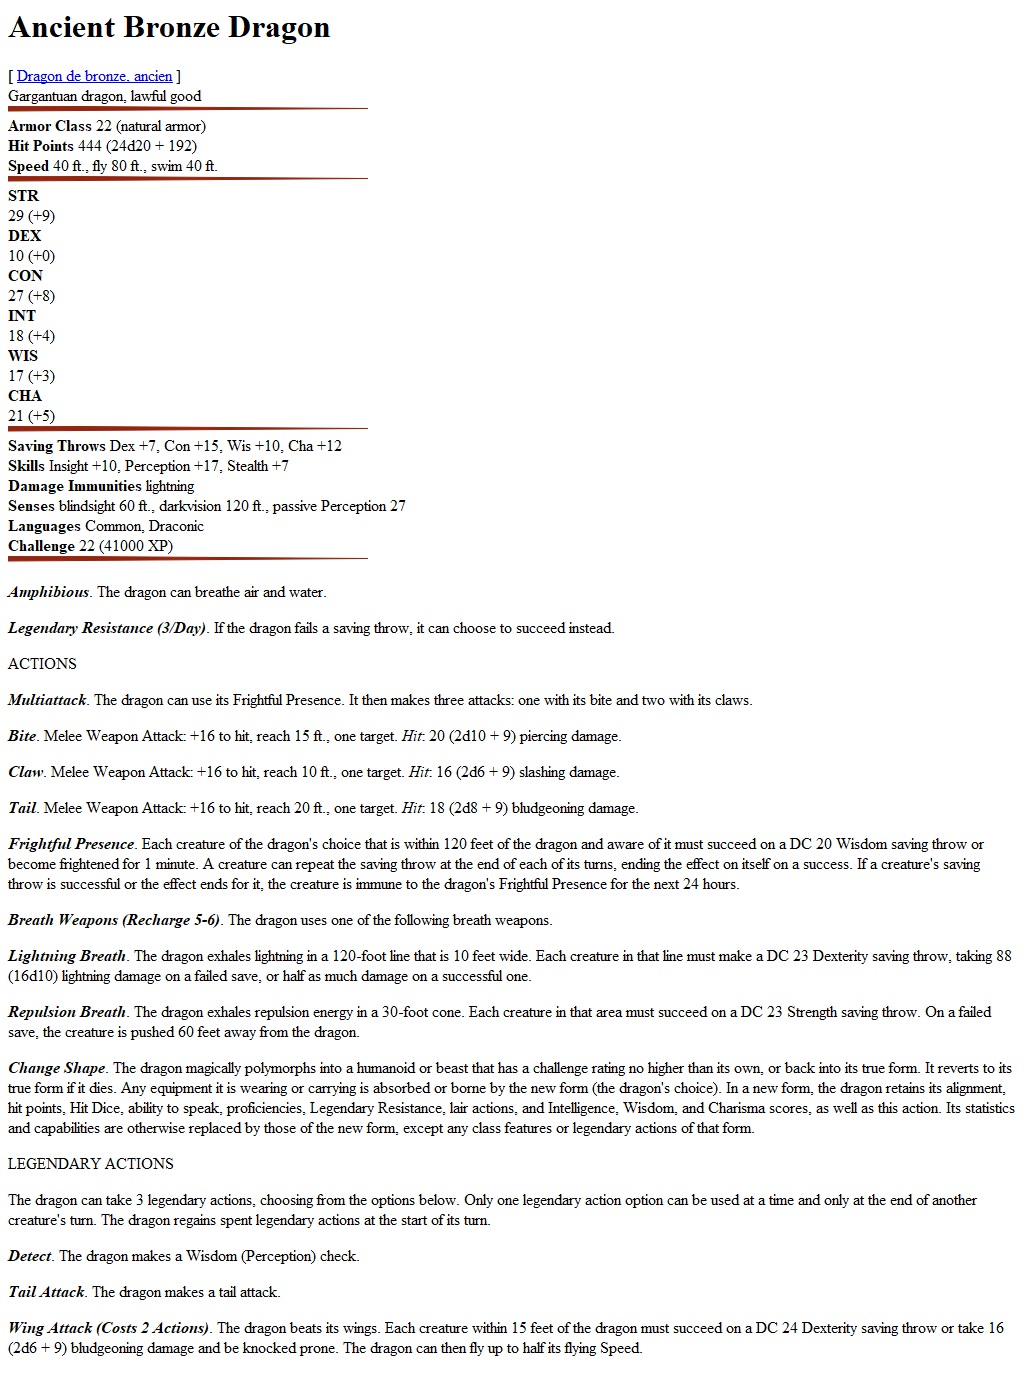 Ancient Bronze Dragon
[ Dragon de bronze, ancien ]
Gargantuan dragon, lawful good
Armor Class 22 (natural armor)
Hit Points 444 (24d20 + 192)
Speed 40 ft., fly 80 ft., swim 40 ft.
STR
29 (+9)
DEX
10 (+0)
CON
27 (+8)
INT
18 (+4)
WIS
17 (+3)
CHA
21 (+5)
Saving Throws Dex +7, Con +15, Wis +10, Cha +12
Skills Insight +10, Perception +17, Stealth +7
Damage Immunities lightning
Senses blindsight 60 ft., darkvision 120 ft., passive Perception 27
Languages Common, Draconic
Challenge 22 (41000 XP)
Amphibious. The dragon can breathe air and water.
Legendary Resistance (3/Day). If the dragon fails a saving throw, it can choose to succeed instead.
ACTIONS
Multiattack. The dragon can use its Frightful Presence. It then makes three attacks: one with its bite and two with its claws.
Bite. Melee Weapon Attack: +16 to hit, reach 15 ft., one target. Hit: 20 (2d10 + 9) piercing damage.
Claw. Melee Weapon Attack: +16 to hit, reach 10 ft., one target. Hit: 16 (2d6 + 9) slashing damage.
Tail. Melee Weapon Attack: +16 to hit, reach 20 ft., one target. Hit: 18 (2d8 + 9) bludgeoning damage.
Frightful Presence. Each creature of the dragon's choice that is within 120 feet of the dragon and aware of it must succeed on a DC 20 Wisdom saving throw or
become frightened for 1 minute. A creature can repeat the saving throw at the end of each of its turns, ending the effect on itself on a success. If a creature's saving
throw is successful or the effect ends for it, the creature is immune to the dragon's Frightful Presence for the next 24 hours.
Breath Weapons (Recharge 5-6). The dragon uses one of the following breath weapons.
Lightning Breath. The dragon exhales lightning in a 120-foot line that is 10 feet wide. Each creature in that line must make a DC 23 Dexterity saving throw, taking 88
(16d10) lightning damage on a failed save, or half as much damage on a successful one.
Repulsion Breath. The dragon exhales repulsion energy in a 30-foot cone. Each creature in that area must succeed on a DC 23 Strength saving throw. On a failed
save, the creature is pushed 60 feet away from the dragon.
Change Shape. The dragon magically polymorphs into a humanoid or beast that has a challenge rating no higher than its own, or back into its true form. It reverts to its
true form if it dies. Any equipment it is wearing or carrying is absorbed or borne by the new form (the dragon's choice). In a new form, the dragon retains its alignment,
hit points, Hit Dice, ability to speak, proficiencies, Legendary Resistance, lair actions, and Intelligence, Wisdom, and Charisma scores, as well as this action. Its statistics
and capabilities are otherwise replaced by those of the new form, except any class features or legendary actions of that form.
LEGENDARY ACTIONS
The dragon can take 3 legendary actions, choosing from the options below. Only one legendary action option can be used at a time and only at the end of another
creature's turn. The dragon regains spent legendary actions at the start of its turn.
Detect. The dragon makes a Wisdom (Perception) check.
Tail Attack. The dragon makes a tail attack.
Wing Attack (Costs 2 Actions). The dragon beats its wings. Each creature within 15 feet of the dragon must succeed on a DC 24 Dexterity saving throw or take 16
(2d6 + 9) bludgeoning damage and be knocked prone. The dragon can then fly up to half its flying Speed.